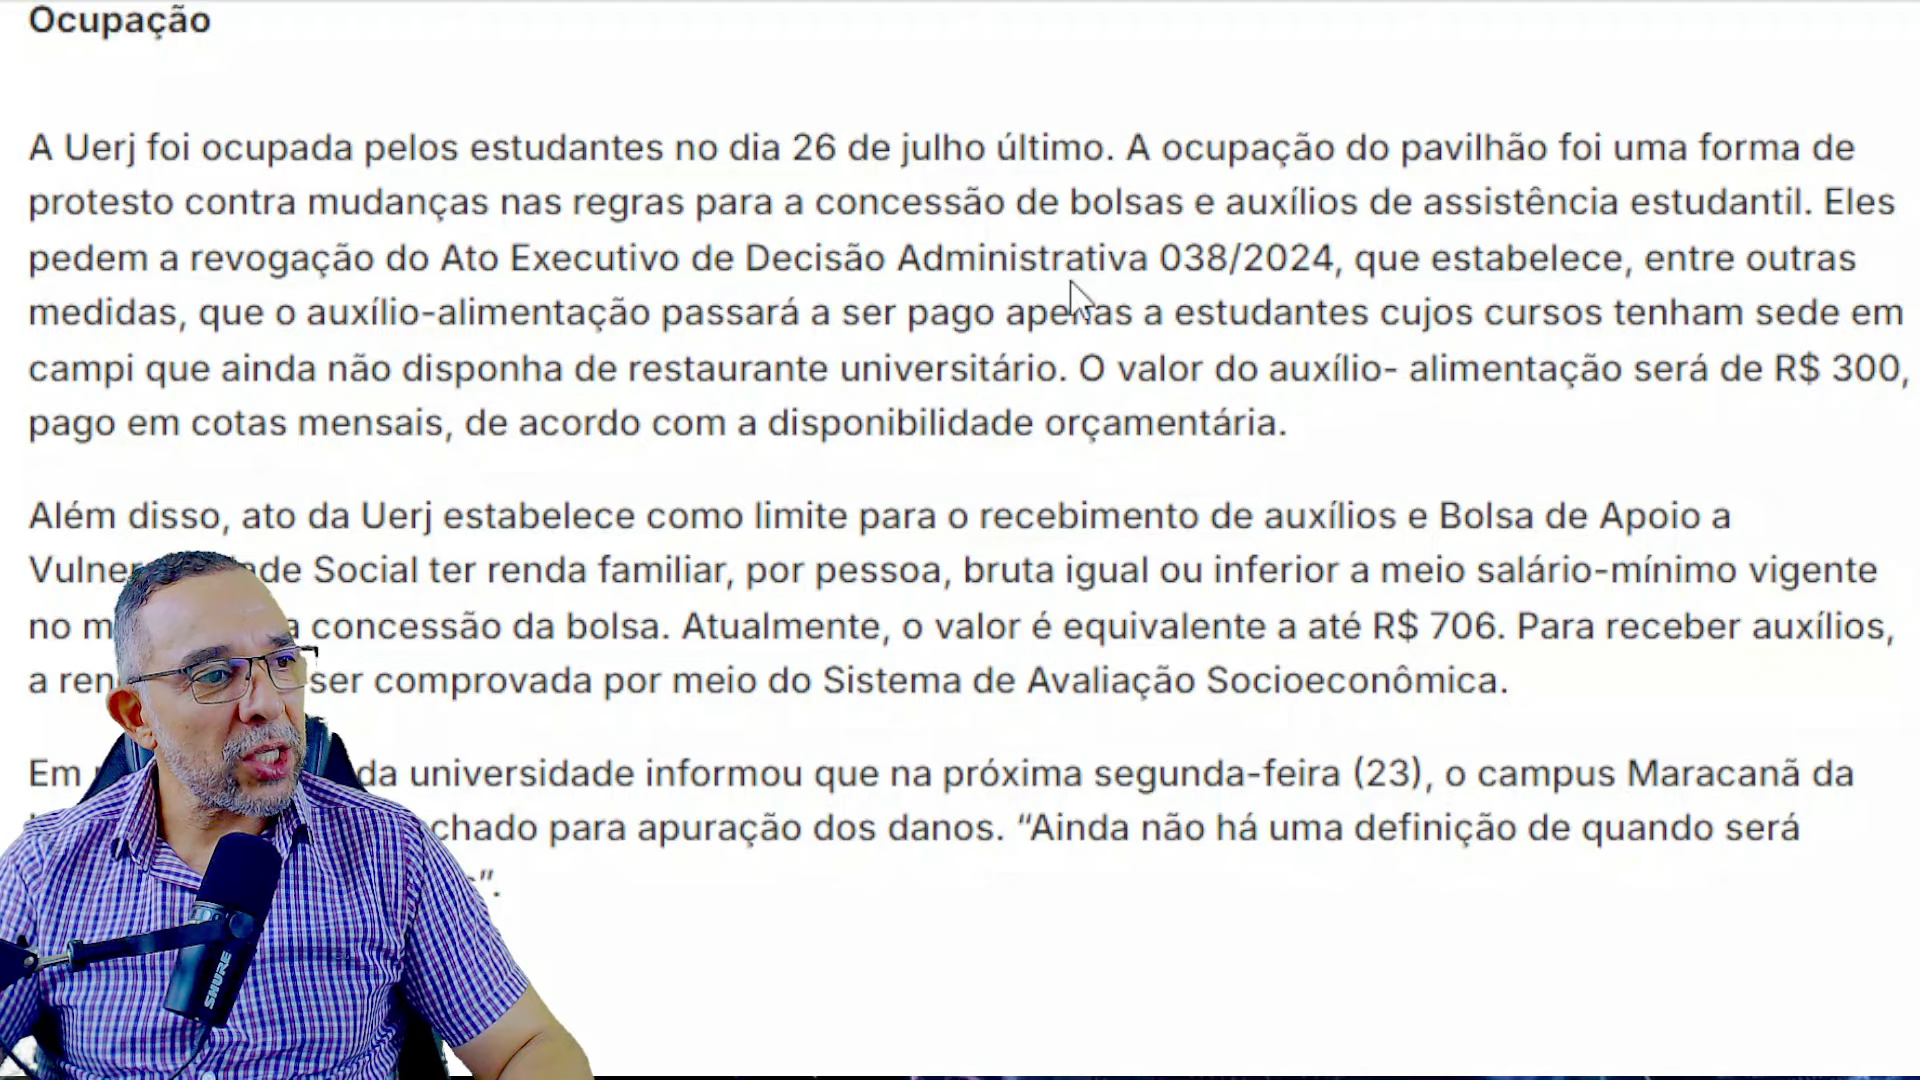 Ocupação
A Uerj foi ocupada pelos estudantes no dia 26 de julho último. A ocupação do pavilhão foi uma forma de
protesto contra mudanças nas regras para a concessão de bolsas e auxílios de assistência estudantil. Eles
pedem a revogação do Ato Executivo de Decisão Administrativa 038/2024, que estabelece, entre outras
medidas, que o auxílio-alimentação passará a ser pago apenas a estudantes cujos cursos tenham sede em
campi que ainda não disponha de restaurante universitário. O valor do auxílio- alimentação será de R$ 300,
pago em cotas mensais, de acordo com a disponibilidade orçamentária.
Além disso, ato da Uerj estabelece como limite para o recebimento de auxílios e Bolsa de Apoio a
Social ter renda familiar, por pessoa, bruta igual ou inferior a meio salário-mínimo vigente
no concessão da bolsa. Atualmente, o valor é equivalente a até R$ 706. Para receber auxílios,
a ser comprovada por meio do Sistema de Avaliação Socioeconômica.
Em da universidade informou que na próxima segunda-feira (23), o campus Maracanã da
para apuração dos danos. “Ainda não há uma definição de quando será
SHURE